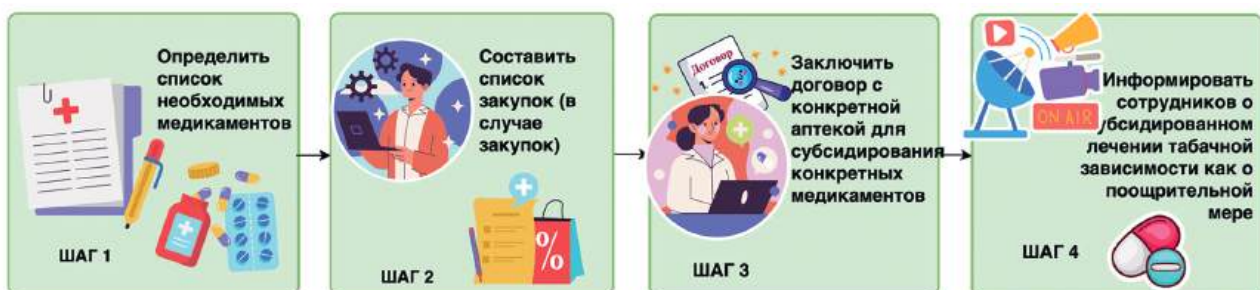 Определить
список
необходимых
медикаментов
ШАГ 1
Составить
список
закупок (в
случае
закупок)
%
ШАГ 2
Договор
1
Заключить
договор с
конкретной
аптекой для
субсидирования
конкретных
медикаментов
ШАГ 3
ON AIR
Информировать
сотрудников о
убсидированном
лечении табачной
зависимости как о
поощрительной
мере
ШАГ 4